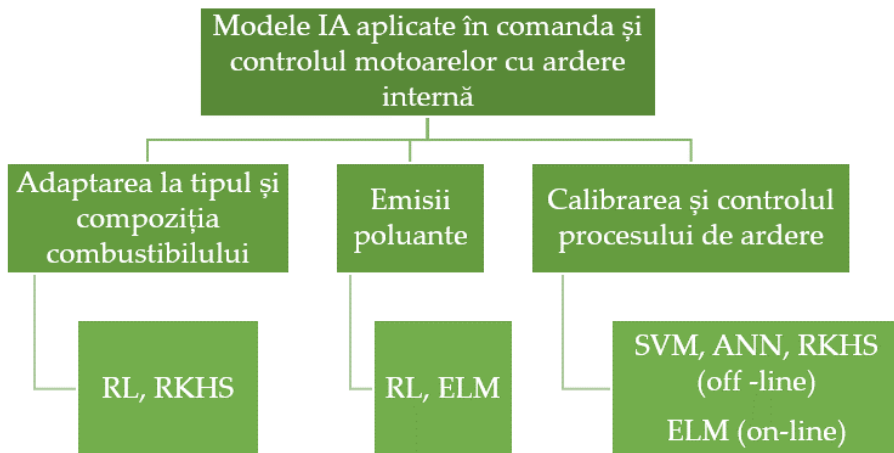 Modele IA aplicate în comanda și
controlul motoarelor cu ardere
internă
Adaptarea la tipul și
compoziția
combustibilului
Emisii
poluante
Calibrarea și controlul
procesului de ardere
RL, RKHS
RL, ELM
SVM, ANN, RKHS
(off -line)
ELM (on-line)